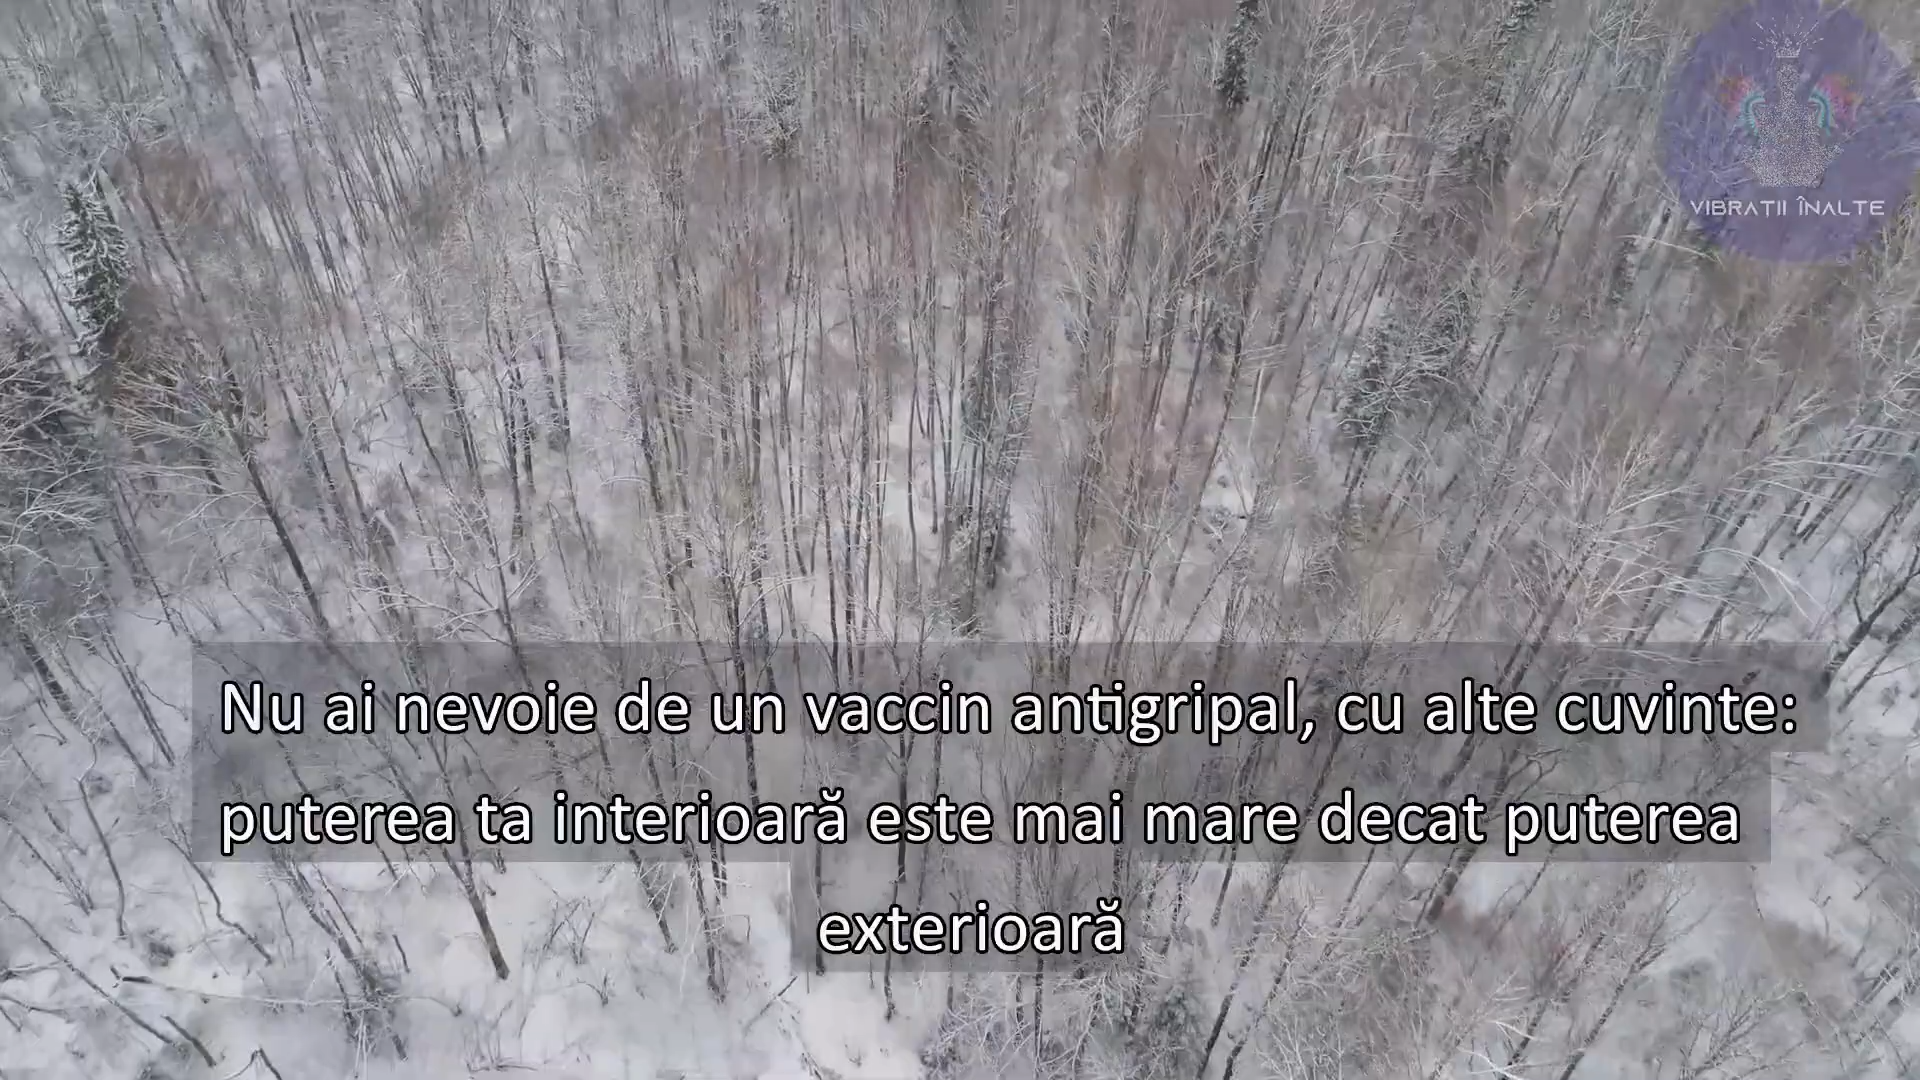 VIBRAȚII ÎNALTE
Nu ai nevoie de un vaccin antigripal, cu alte cuvinte:
puterea ta interioară este mai mare decat puterea
exterioară